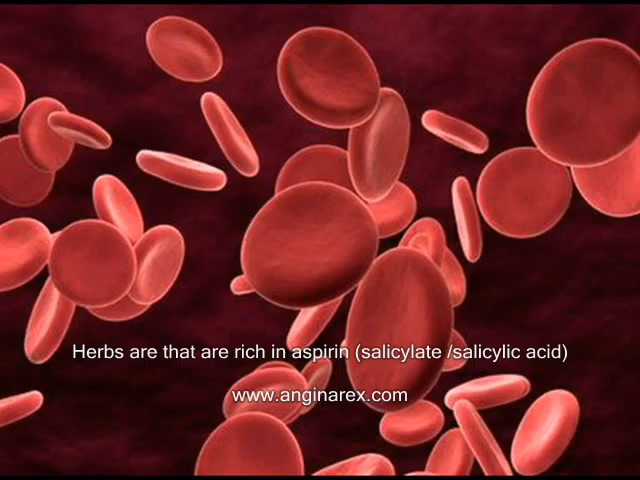 Herbs are that are rich in aspirin (salicylate /salicylic acid)
www.anginarex.com